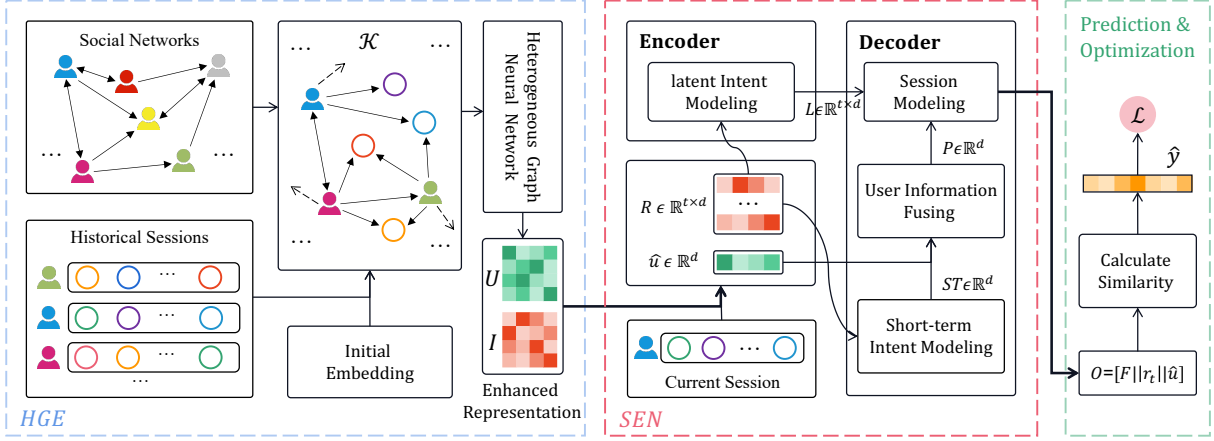 Social Networks
...
...
Historical Sessions
...
...
...
...
𝒦
...
...
...
...
...
Initial
Embedding
Heterogeneous Graph
Neural Network
U
I
Enhanced
Representation
HGE
Encoder
latent Intent
Modeling
L∈ℝ^{t×d}
R ∈ ℝ^{t×d}
...
û ∈ ℝ^d
...
Current Session
SEN
Decoder
Session
Modeling
P∈ℝ^d
User Information
Fusing
ST∈ℝ^d
Short-term
Intent Modeling
Prediction &
Optimization
ℒ
ŷ
Calculate
Similarity
O=[F||r_t||û]